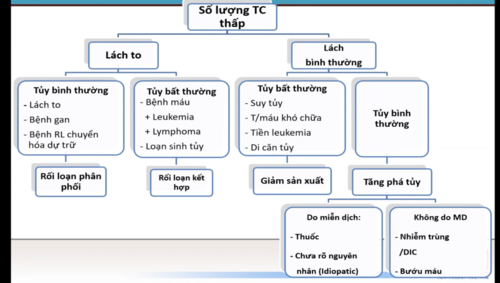 Số lượng TC
thấp
Lách to
Lách
bình thường
Tủy bình thường
- Lách to
- Bệnh gan
- Bệnh RL chuyển
hóa dự trữ
Tủy bất thường
- Bệnh máu
+ Leukemia
+ Lymphoma
- Loạn sinh tủy
Tủy bất thường
- Suy tủy
- T/máu khó chữa
- Tiền leukemia
- Di căn tủy
Tủy bình
thường
Rối loạn phân
phối
Rối loạn kết
hợp
Giảm sản xuất
Tăng phá tủy
Do miễn dịch:
- Thuốc
- Chưa rõ nguyên
nhân (Idiopatic)
Không do MD
- Nhiễm trùng
/DIC
- Bướu máu